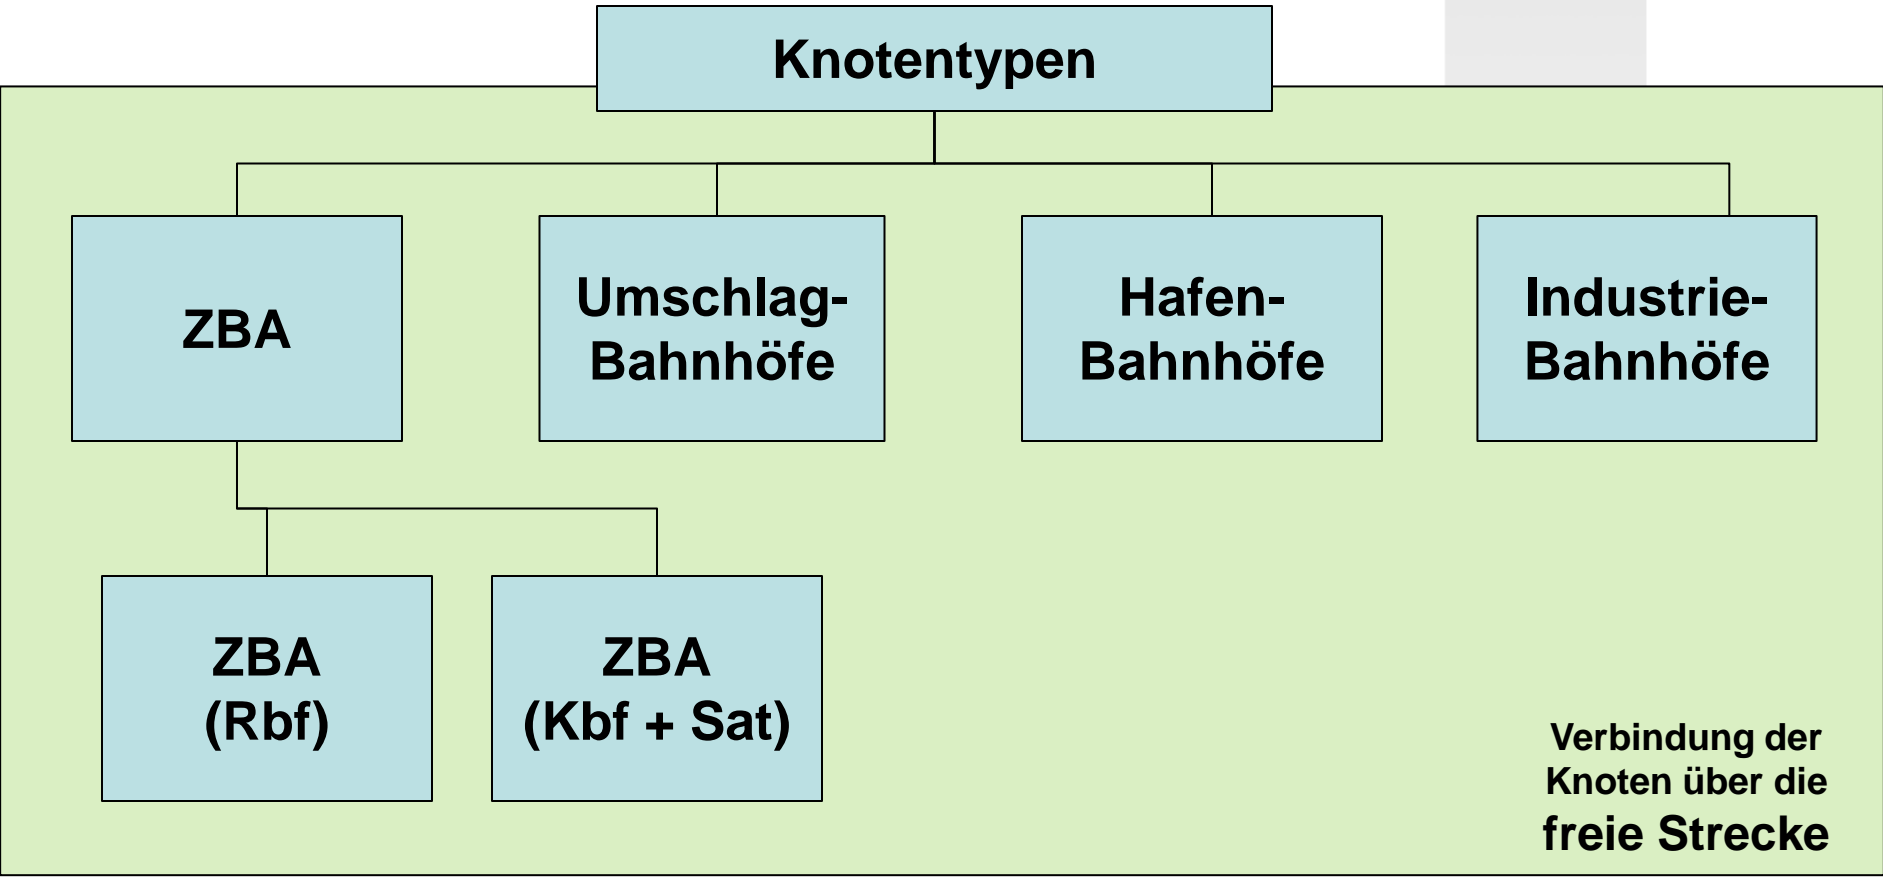 Knotentypen
ZBA
Umschlag-
Bahnhöfe
Hafen-
Bahnhöfe
Industrie-
Bahnhöfe
ZBA
(Rbf)
ZBA
(Kbf + Sat)
Verbindung der
Knoten über die
freie Strecke